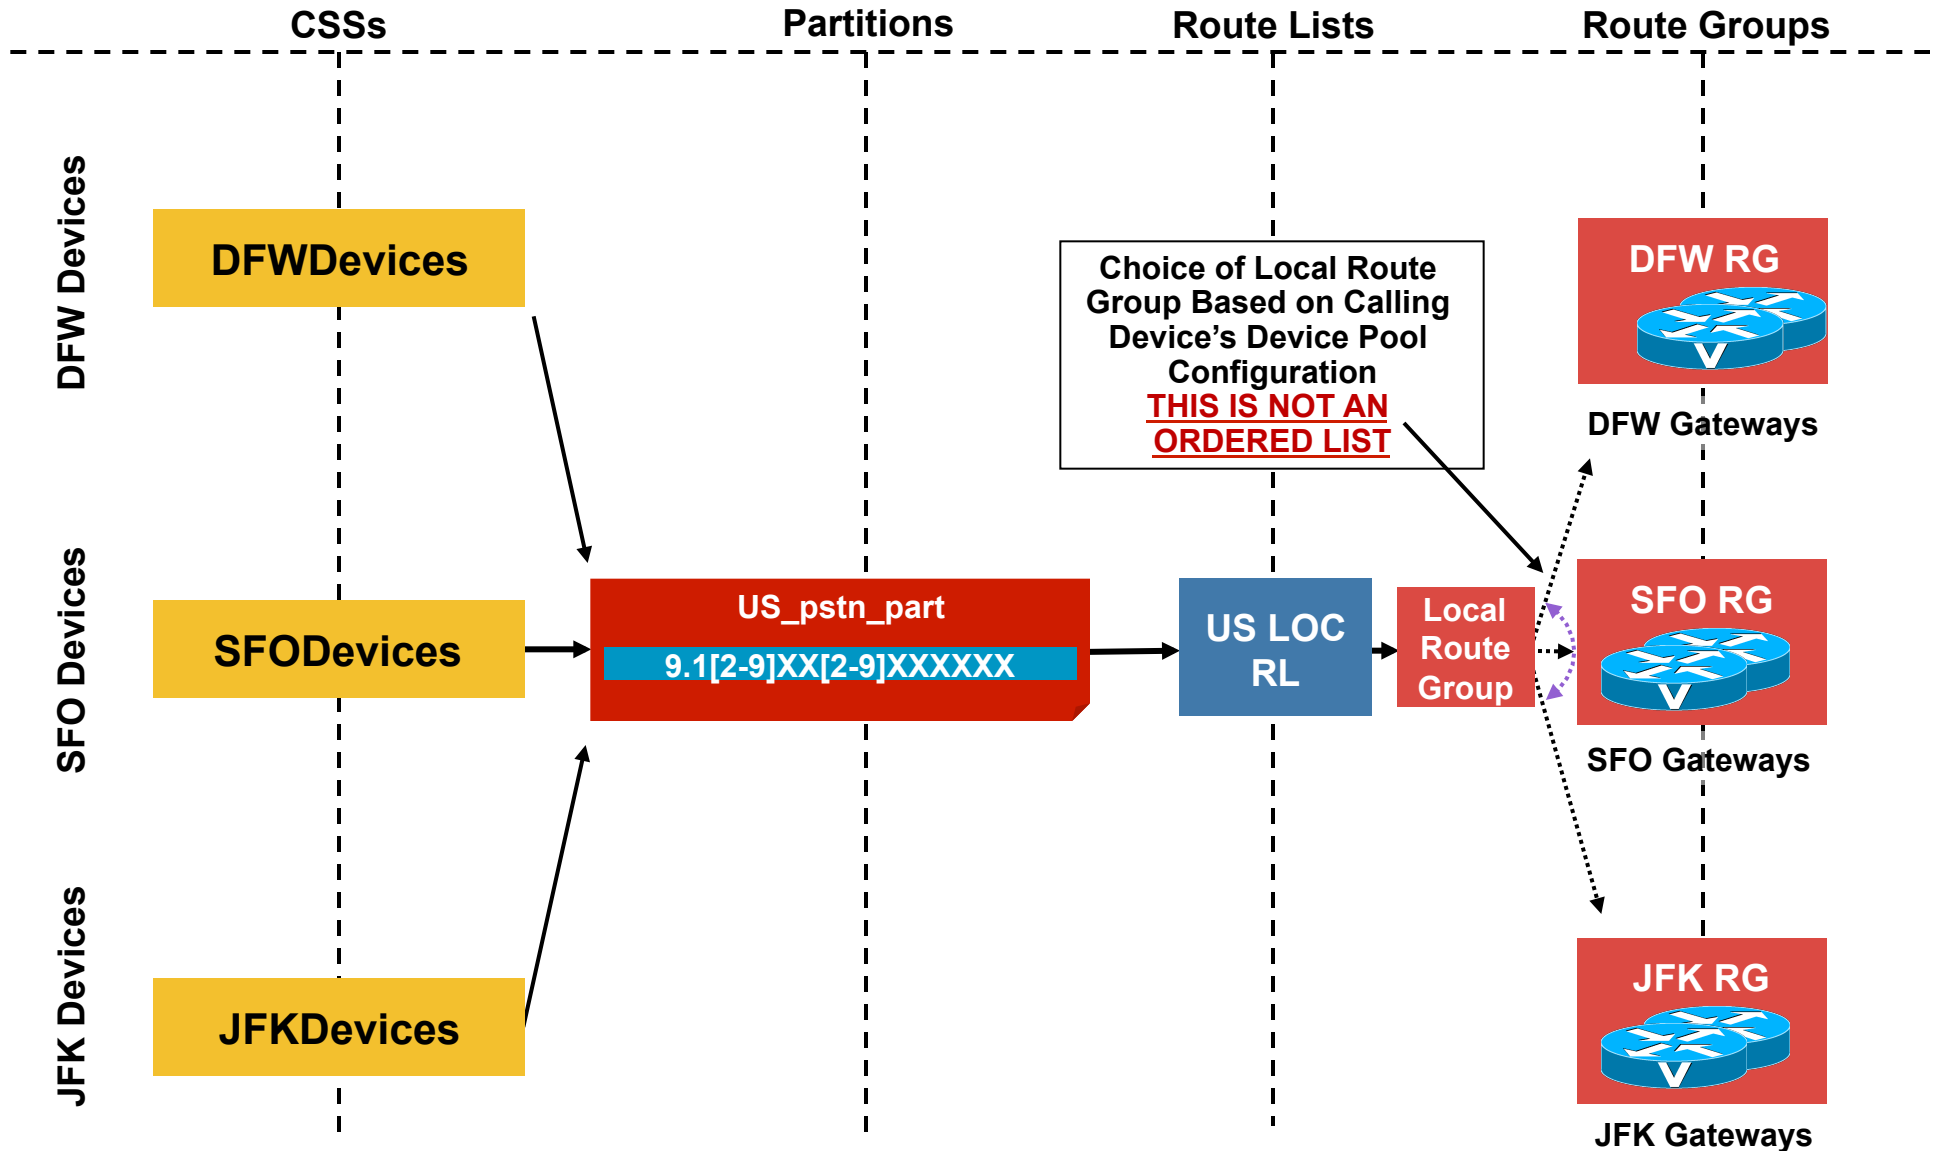 CSSs
Partitions
Route Lists
Route Groups
DFW Devices
DFWDevices
Choice of Local Route
Group Based on Calling
Device’s Device Pool
Configuration
THIS IS NOT AN
ORDERED LIST
DFW RG
V
DFW Gateways
SFO Devices
SFODevices
US_pstn_part
9.1[2-9]XX[2-9]XXXXXX
US LOC
RL
Local
Route
Group
SFO RG
V
SFO Gateways
JFK Devices
JFKDevices
JFK RG
V
JFK Gateways